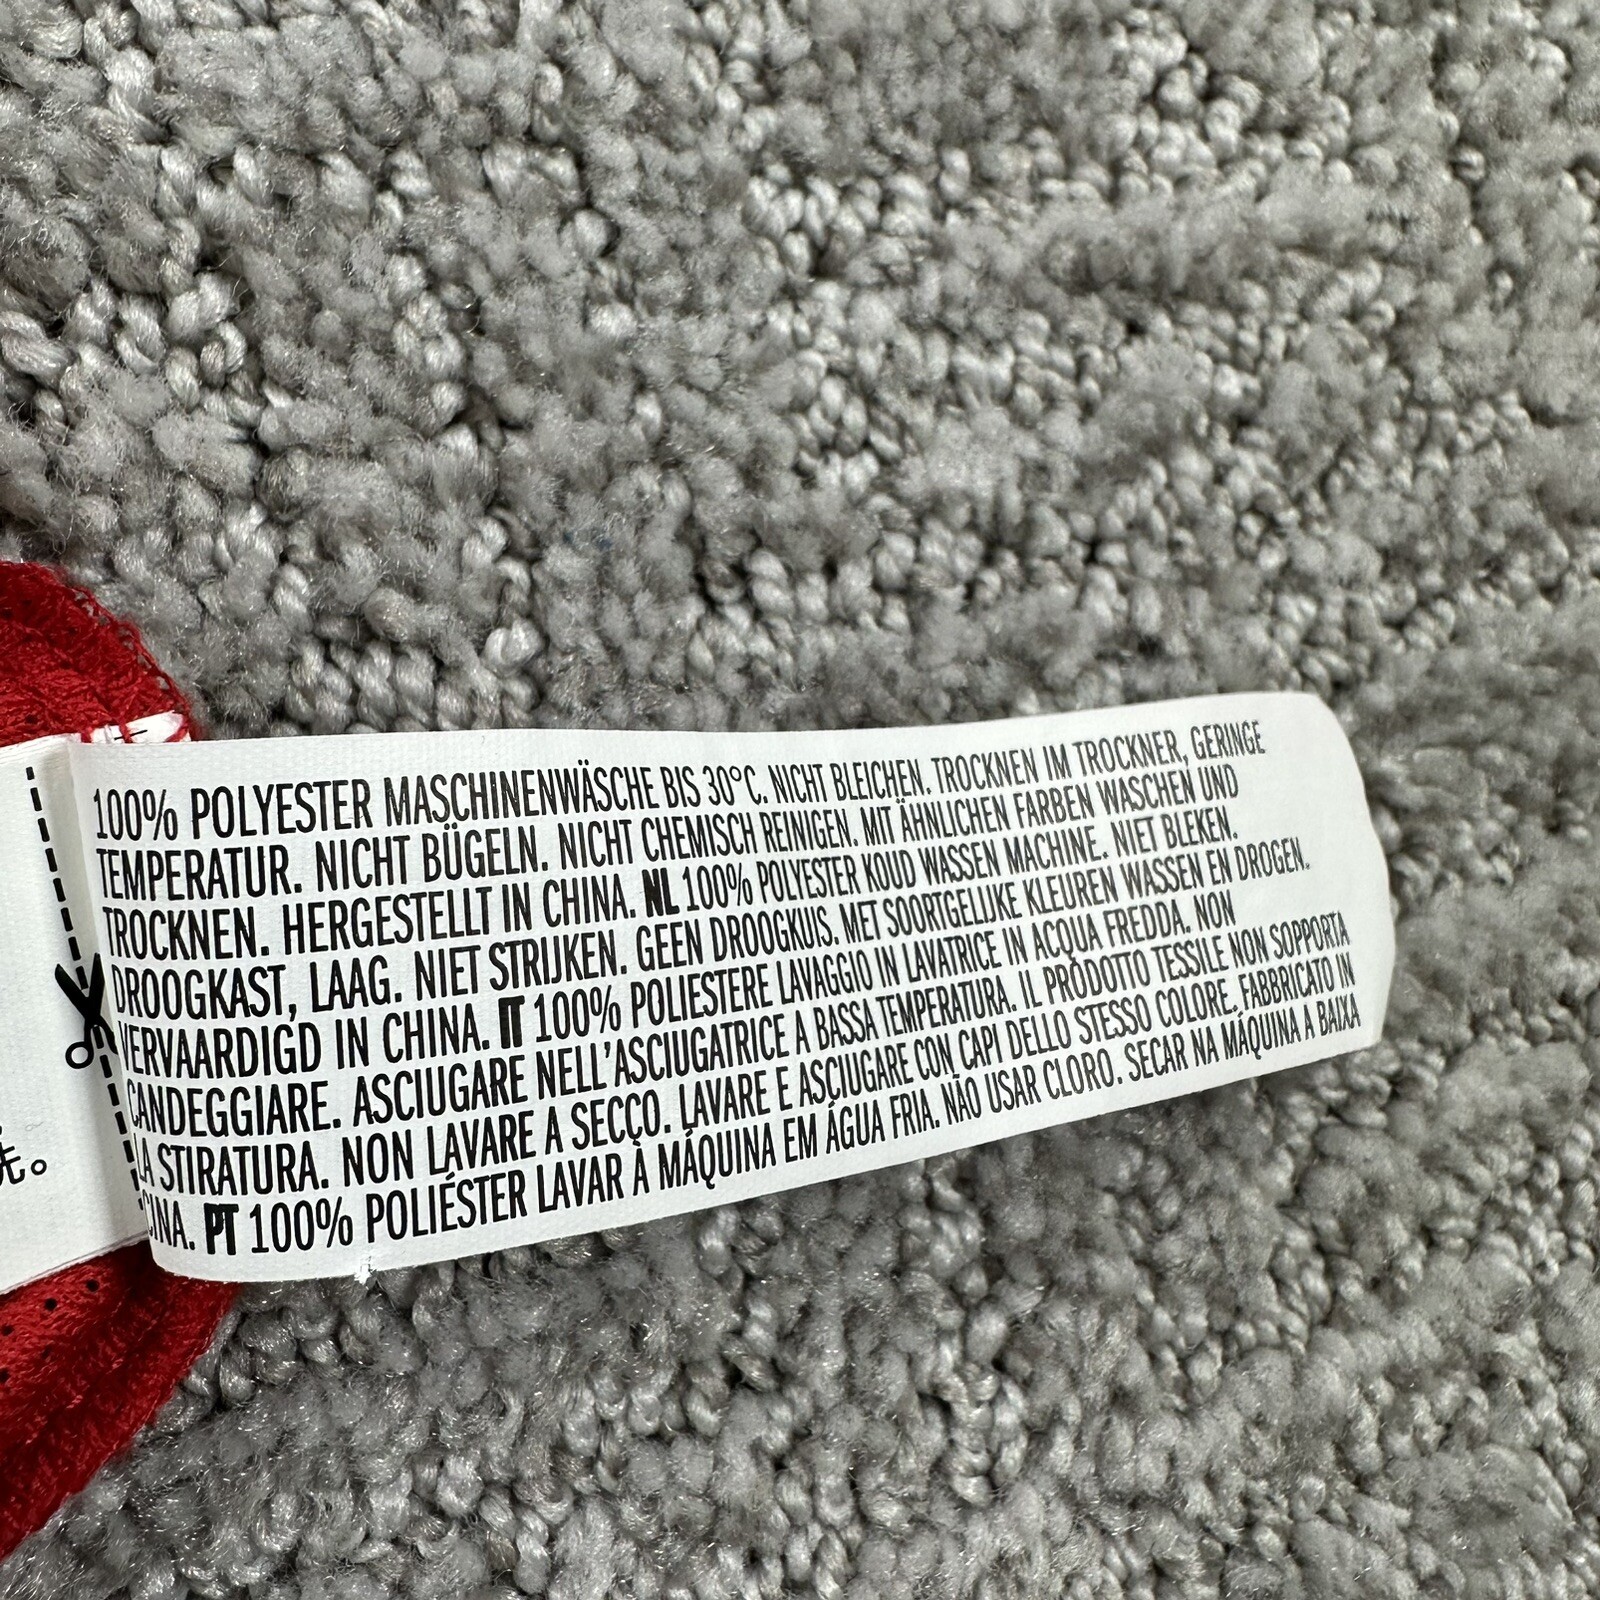 100% POLYESTER MASCHINENWÄSCHE BIS 30°C. NICHT BLEICHEN. TROCKNEN IM TROCKNER, GERINGE
TEMPERATUR. NICHT BÜGELN. NICHT CHEMISCH REINIGEN. MIT ÄHNLICHEN FARBEN WASCHEN UND
TROCKNEN. HERGESTELLT IN CHINA. NL 100% POLYESTER KOUD WASSEN MACHINE. NIET BLEKEN.
DROOGKAST, LAAG. NIET STRIJKEN. GEEN DROOGKUIS. MET SOORTGELIJKE KLEUREN WASSEN EN DROGEN.
VERVAARDIGD IN CHINA. IT 100% POLIESTERE LAVAGGIO IN LAVATRICE IN ACQUA FREDDA. NON
CANDEGGIARE. ASCIUGARE NELL'ASCIUGATRICE A BASSA TEMPERATURA. IL PRODOTTO TESSILE NON SOPPORTA
LA STIRATURA. NON LAVARE A SECCO. LAVARE E ASCIUGARE CON CAPI DELLO STESSO COLORE. FABBRICATO IN
CINA. PT 100% POLIÉSTER LAVAR À MÁQUINA EM ÁGUA FRIA. NÃO USAR CLORO. SECAR NA MÁQUINA A BAIXA